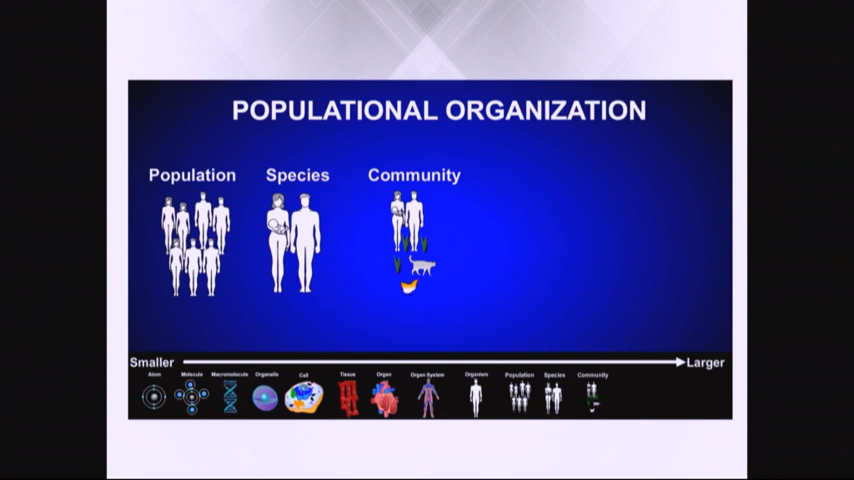 POPULATIONAL ORGANIZATION
Population Species Community
Smaller Larger
Atom Molecule Macromolecule Organelle Cell Tissue Organ Organ System Organism Population Species Community